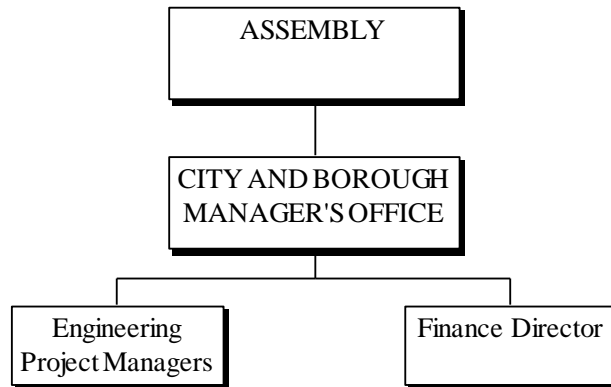 ASSEMBLY
CITY AND BOROUGH
MANAGER'S OFFICE
Engineering
Project Managers
Finance Director